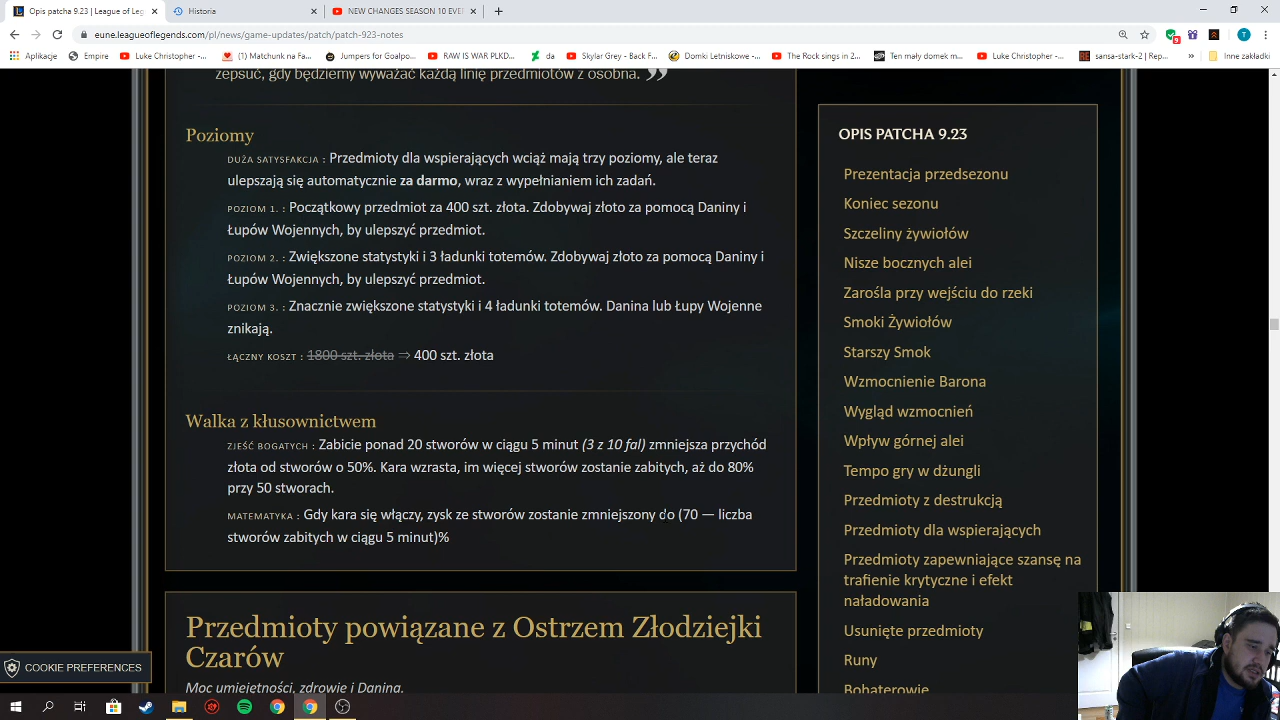 Opis patcha 9.23 | League of Leg
Historia
NEW CHANGES SEASON 10 EVE
eune.leagueoflegends.com/pl/news/game-updates/patch/patch-923-notes
Aplikacje
Empire
Luke Christopher -...
(4) Matchunk na Fa...
Jumpers for Goalpo...
RAW IS WAR PLKD...
da
Skylar Grey - Back F...
Domki Letniskowe -...
The Rock sings in 2...
Ten mały domek m...
Luke Christopher -...
sansa-stark-2 | Rep...
»
Inne zakładki
zepsuć, gdy będziemy wyważać każdą linię przedmiotów z osobna. ”
Poziomy
DUŻA SATYSFAKCJA : Przedmioty dla wspierających wciąż mają trzy poziomy, ale teraz
ulepszają się automatycznie za darmo, wraz z wypełnianiem ich zadań.
POZIOM 1. : Początkowy przedmiot za 400 szt. złota. Zdobywaj złoto za pomocą Daniny i
Łupów Wojennych, by ulepszyć przedmiot.
POZIOM 2. : Zwiększone statystyki i 3 ładunki totemów. Zdobywaj złoto za pomocą Daniny i
Łupów Wojennych, by ulepszyć przedmiot.
POZIOM 3. : Znacznie zwiększone statystyki i 4 ładunki totemów. Danina lub Łupy Wojenne
znikają.
ŁĄCZNY KOSZT : 1800 szt. złota ⇒ 400 szt. złota
Walka z kłusownictwem
ZJEŚĆ BOGATYCH : Zabicie ponad 20 stworów w ciągu 5 minut (3 z 10 fal) zmniejsza przychód
złota od stworów o 50%. Kara wzrasta, im więcej stworów zostanie zabitych, aż do 80%
przy 50 stworach.
MATEMATYKA : Gdy kara się włączy, zysk ze stworów zostanie zmniejszony do (70 — liczba
stworów zabitych w ciągu 5 minut)%
Przedmioty powiązane z Ostrzem Złodziejki
Czarów
Moc umiejętności, zdrowie i Danina.
OPIS PATCHA 9.23
Prezentacja przedsezonu
Koniec sezonu
Szczeliny żywiołów
Nisze bocznych alei
Zarośla przy wejściu do rzeki
Smoki Żywiołów
Starszy Smok
Wzmocnienie Barona
Wygląd wzmocnień
Wpływ górnej alei
Tempo gry w dżungli
Przedmioty z destrukcją
Przedmioty dla wspierających
Przedmioty zapewniające szansę na
trafienie krytyczne i efekt
naładowania
Usunięte przedmioty
Runy
Bohaterowie
COOKIE PREFERENCES